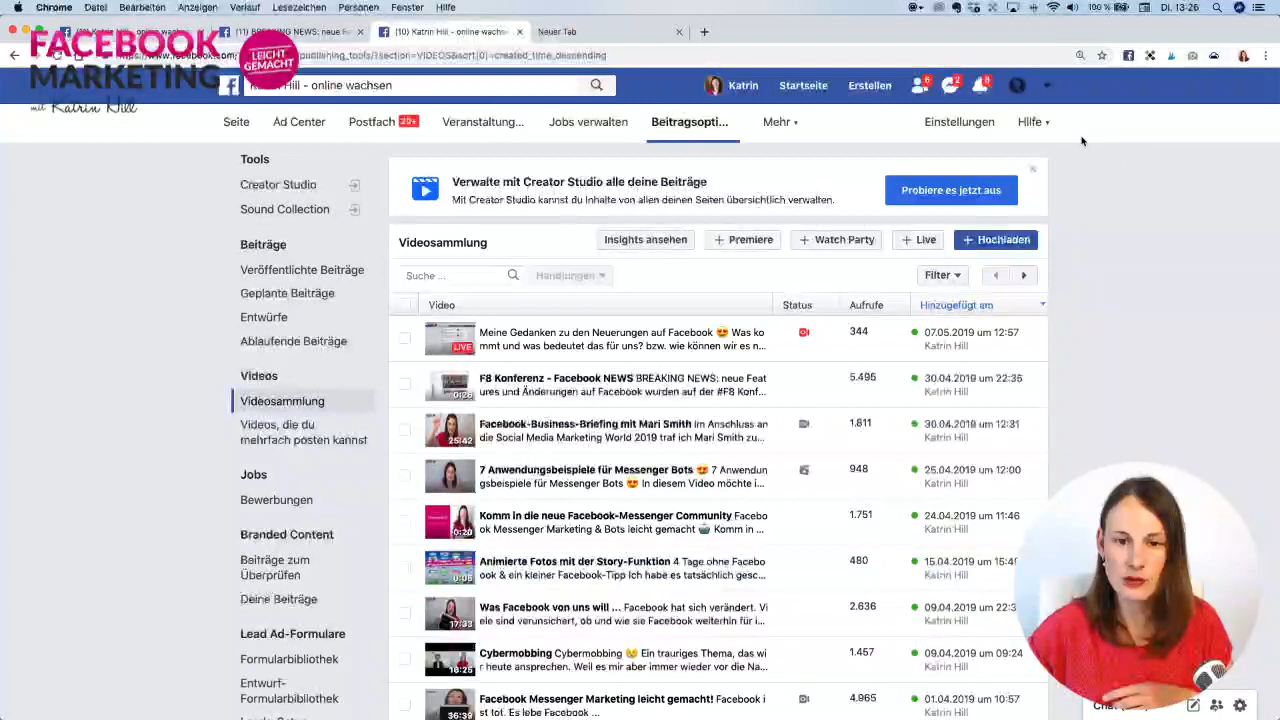 Chrome Datei Bearbeiten Anzeigen Verlauf Lesezeichen Personen Fenster Hilfe 100% Di. 13:26
(11) BREAKING NEWS: neue F
(10) Katrin Hill - online wachs
Neuer Tab
FACEBOOK
MARKETING
mit Katrin Hill
LEICHT
GEMACHT
Hill - online wachsen
Katrin Startseite Erstellen 6 2 8
Seite Ad Center Postfach Veranstaltung... Jobs verwalten Beitragsopti... Mehr Einstellungen Hilfe
Tools
Creator Studio
Sound Collection
Beiträge
Veröffentlichte Beiträge
Geplante Beiträge
Entwürfe
Ablaufende Beiträge
Videos
Videosammlung
Videos, die du
mehrfach posten kannst
Jobs
Bewerbungen
Branded Content
Beiträge zum
Überprüfen
Deine Beiträge
Lead Ad-Formulare
Formularbibliothek
Entwurf-
Formularbibliothek
Verwalte mit Creator Studio alle deine Beiträge
Mit Creator Studio kannst du Inhalte von allen deinen Seiten übersichtlich verwalten.
Probiere es jetzt aus
Videosammlung
Insights ansehen + Premiere + Watch Party + Live + Hochladen
Suche ... Handlungen Filter
Video Status Aufrufe Hinzugefügt am
Meine Gedanken zu den Neuerungen auf Facebook 😍 Was ko 344 07.05.2019 um 12:57
LIVE mmt und was bedeutet das für uns? bzw. wie können wir es n... Katrin Hill
F8 Konferenz - Facebook NEWS BREAKING NEWS: neue Feat 5.495 30.04.2019 um 22:36
ures und Änderungen auf Facebook wurden auf der #F8 Konf... Katrin Hill
Facebook-Business-Briefing mit Mari Smith Im Anschluss an 1.811 30.04.2019 um 12:31
25:42 die Social Media Marketing World 2019 traf ich Mari Smith zu... Katrin Hill
7 Anwendungsbeispiele für Messenger Bots 😍 7 Anwendun 948 25.04.2019 um 12:00
gsbeispiele für Messenger Bots 😍 In diesem Video möchte i... Katrin Hill
Komm in die neue Facebook-Messenger Community Facebo 1.751 24.04.2019 um 11:46
0:20 ok Messenger Marketing & Bots leicht gemacht Komm in ... Katrin Hill
Animierte Fotos mit der Story-Funktion 4 Tage ohne Facebo 480 15.04.2019 um
ook & ein kleiner Facebook-Tipp Ich habe es tatsächlich gesc... Katrin Hill
Was Facebook von uns will ... Facebook hat sich verändert. Vi 2.636 09.04.2019 um
17:33 ele sind verunsichert, ob und wie sie Facebook weiterhin für i... Katrin Hill
Cybermobbing Cybermobbing 😢 Ein trauriges Thema, das wi 1.457 09.04.2019 um 09:24
r heute ansprechen. Weil es mir aber immer wieder vor die Na... Katrin Hill
Facebook Messenger Marketing leicht gemacht! Facebook i 4.965 01.04.2019 um 10:57
st tot. Es lebe Facebook ... Katrin Hill